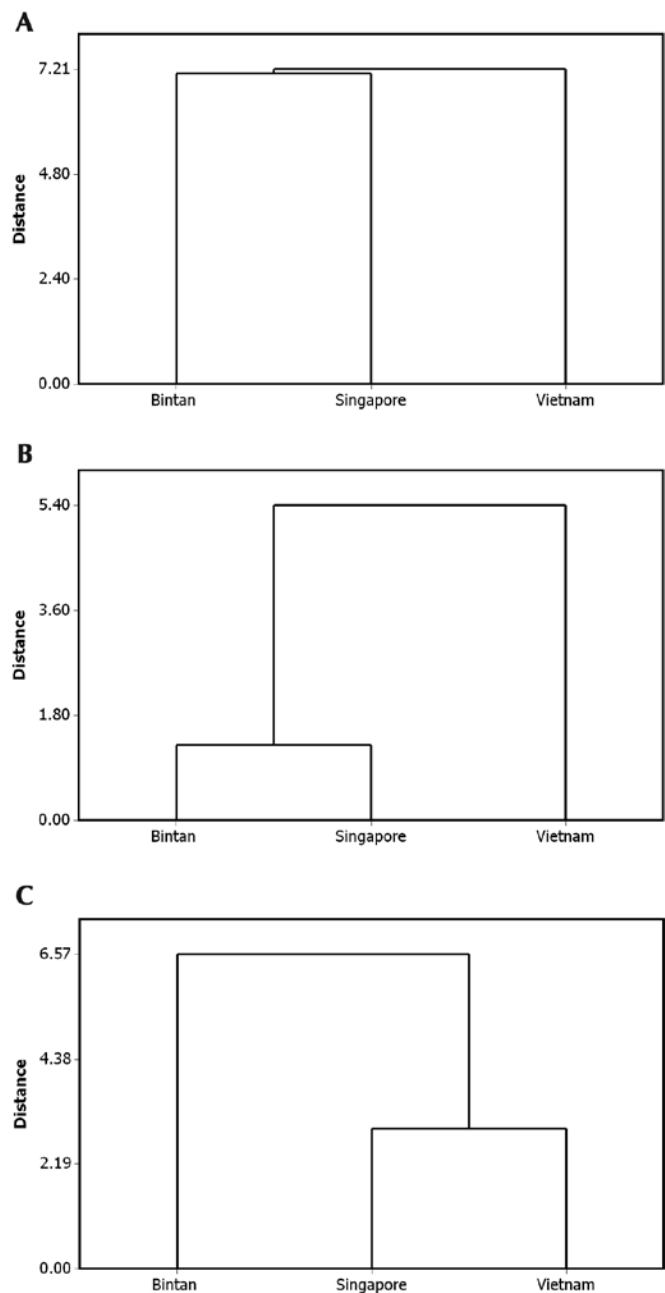 A
7.21
4.80
2.40
0.00
Distance
Bintan Singapore Vietnam
B
5.40
3.60
1.80
0.00
Distance
Bintan Singapore Vietnam
C
6.57
4.38
2.19
0.00
Distance
Bintan Singapore Vietnam